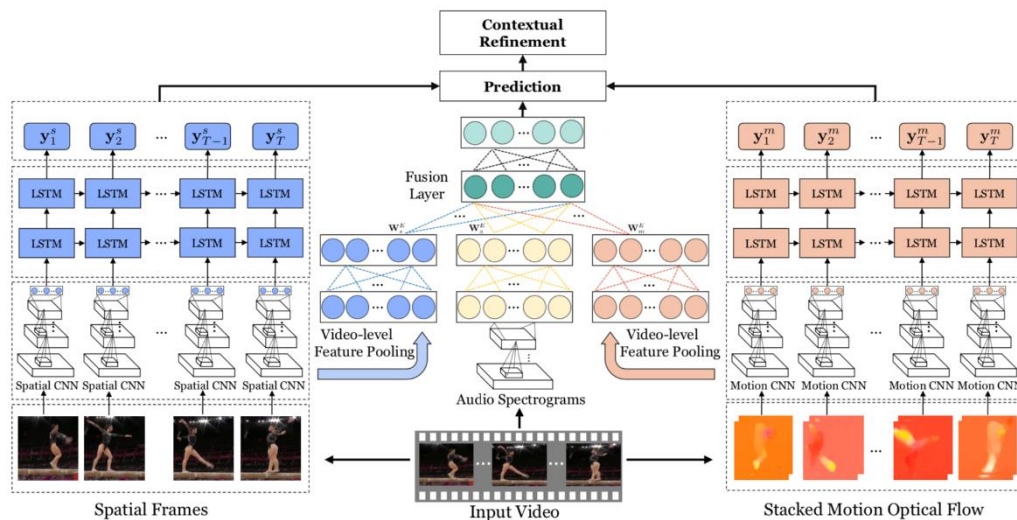 Contextual
Refinement
Prediction
y_1^s y_2^s ... y_{T-1}^s y_T^s
LSTM LSTM ... LSTM LSTM
LSTM LSTM ... LSTM LSTM
...
Spatial CNN Spatial CNN Spatial CNN Spatial CNN
Spatial Frames
Fusion
Layer
...
w_s^E w_a^E w_m^E
Video-level
Feature Pooling
Video-level
Feature Pooling
Audio Spectrograms
Input Video
y_1^m y_2^m ... y_{T-1}^m y_T^m
LSTM LSTM ... LSTM LSTM
LSTM LSTM ... LSTM LSTM
...
Motion CNN Motion CNN Motion CNN Motion CNN
Stacked Motion Optical Flow